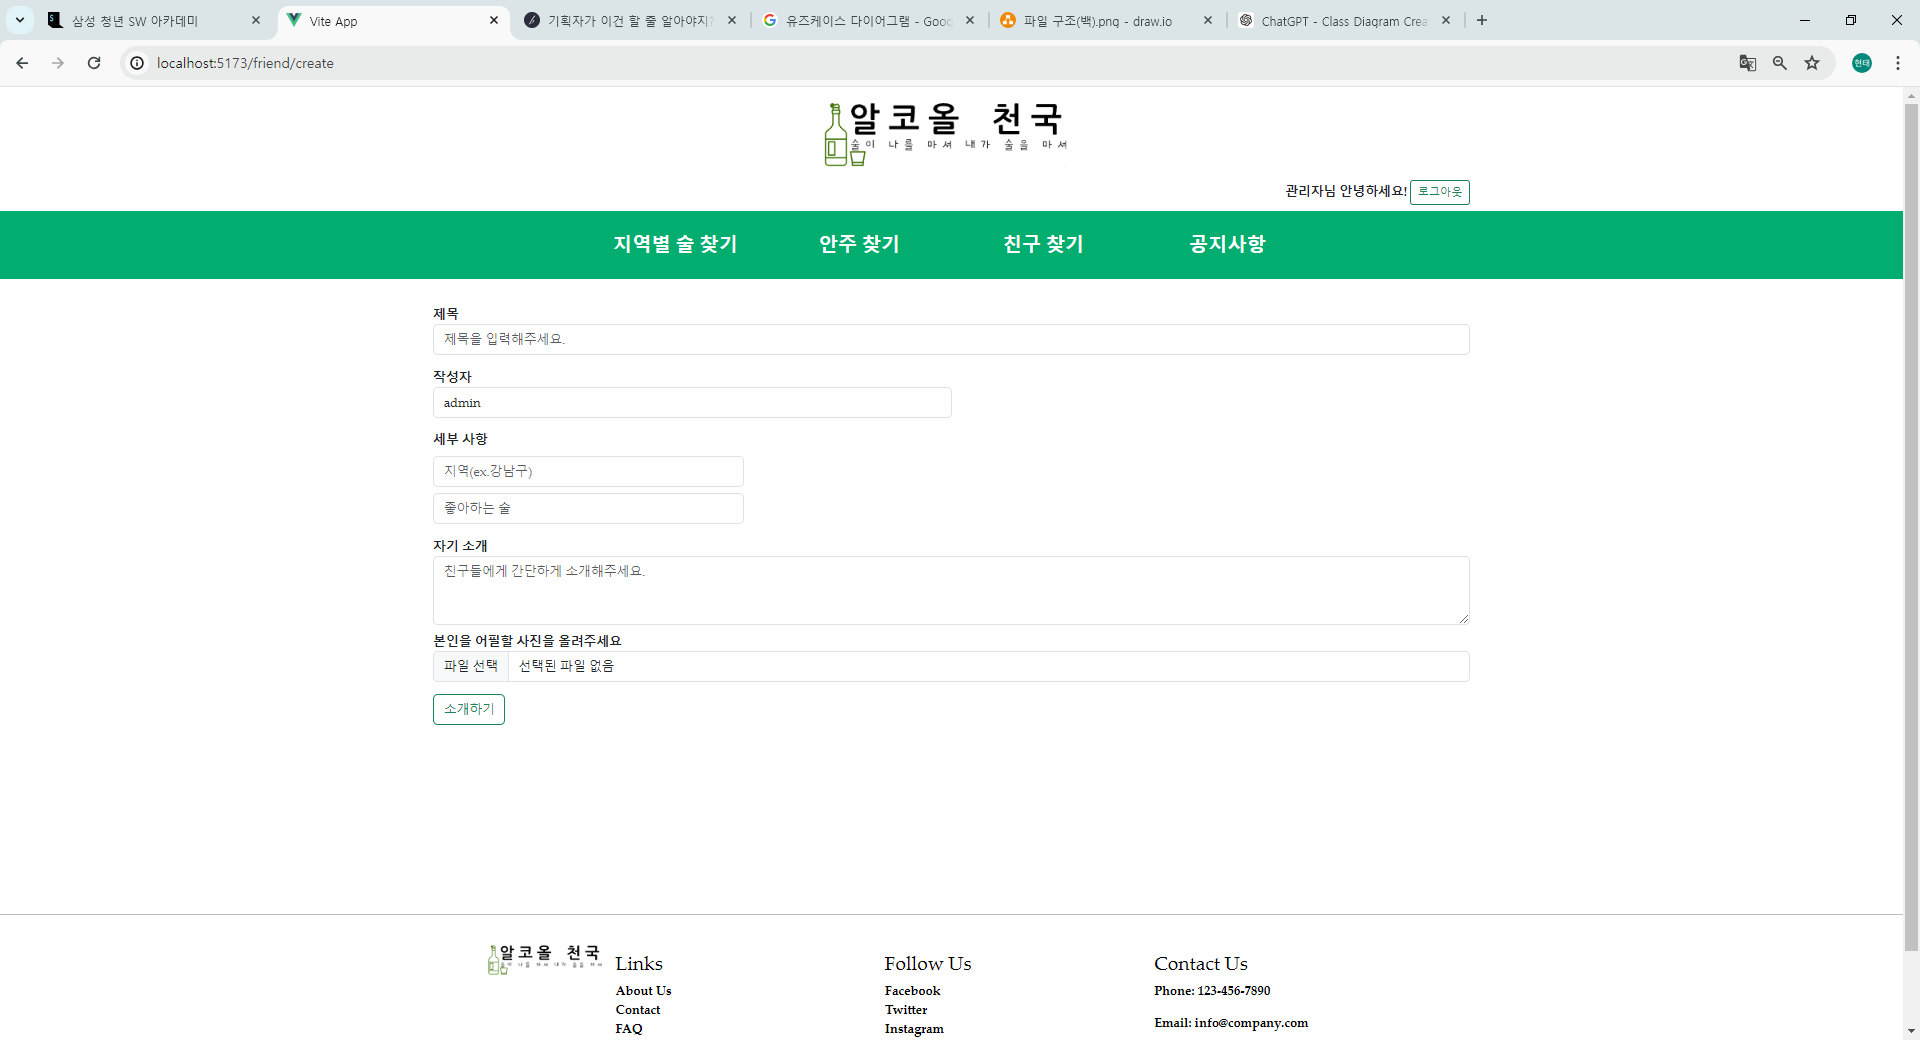 삼성 청년 SW 아카데미
Vite App
기획자가 이건 할 줄 알아야지?
유즈케이스 다이어그램 - Goog
파일 구조(백).png - draw.io
ChatGPT - Class Diagram Crea
localhost:5173/friend/create
현태
알코올 천국
술이 나를 마셔 내가 술을 마셔
관리자님 안녕하세요! 로그아웃
지역별 술 찾기 안주 찾기 친구 찾기 공지사항
제목
제목을 입력해주세요.
작성자
admin
세부 사항
지역(ex.강남구)
좋아하는 술
자기 소개
친구들에게 간단하게 소개해주세요.
본인을 어필할 사진을 올려주세요
파일 선택 선택된 파일 없음
소개하기
알코올 천국
술이 나를 마셔 내가 술을 마셔
Links
About Us
Contact
FAQ
Follow Us
Facebook
Twitter
Instagram
Contact Us
Phone: 123-456-7890
Email: info@company.com